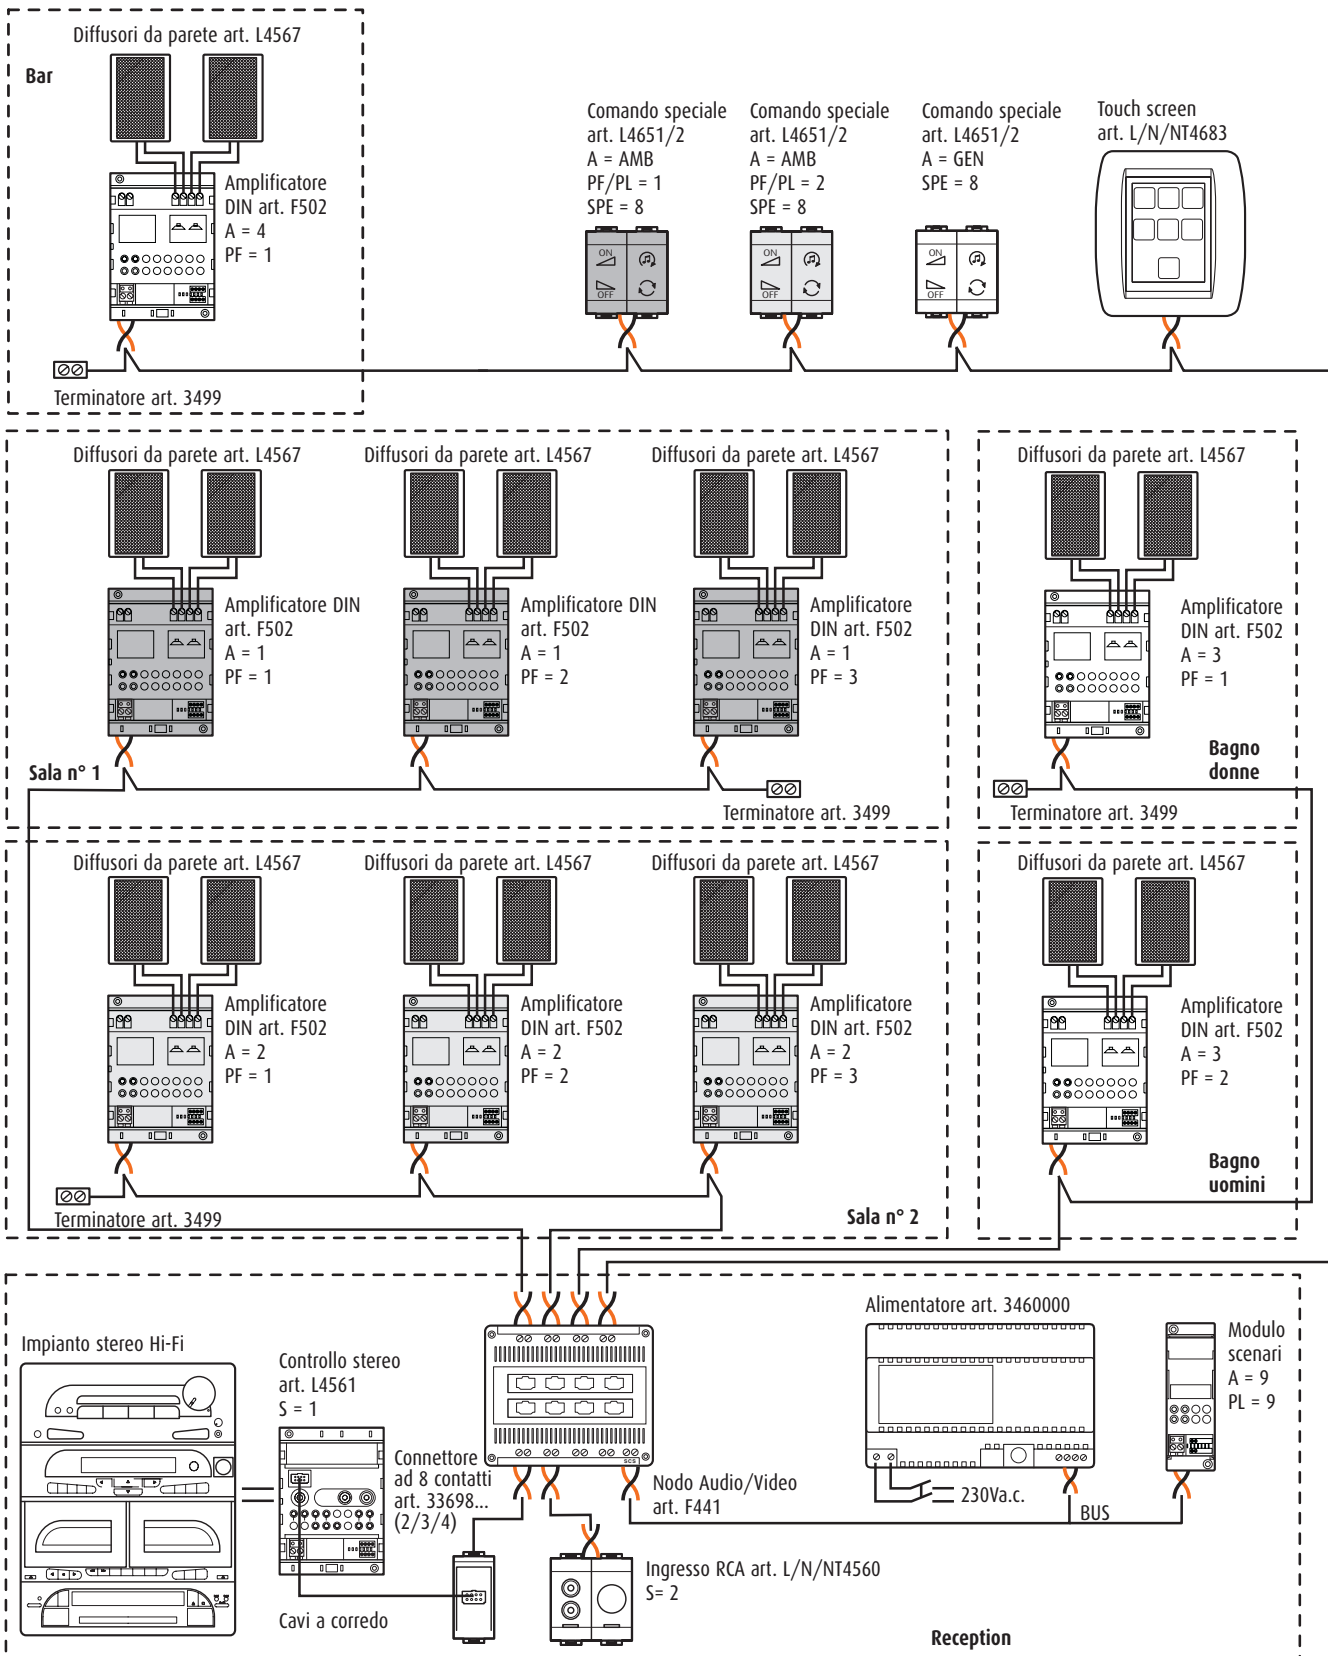 Diffusori da parete art. L4567
Bar
Amplificatore
DIN art. F502
A = 4
PF = 1
Terminatore art. 3499
Comando speciale
art. L4651/2
A = AMB
PF/PL = 1
SPE = 8
ON
OFF
Comando speciale
art. L4651/2
A = AMB
PF/PL = 2
SPE = 8
ON
OFF
Comando speciale
art. L4651/2
A = GEN
SPE = 8
ON
OFF
Touch screen
art. L/N/NT4683
Diffusori da parete art. L4567
Amplificatore DIN
art. F502
A = 1
PF = 1
Diffusori da parete art. L4567
Amplificatore DIN
art. F502
A = 1
PF = 2
Diffusori da parete art. L4567
Amplificatore
DIN art. F502
A = 1
PF = 3
Sala n° 1
Terminatore art. 3499
Diffusori da parete art. L4567
Amplificatore
DIN art. F502
A = 3
PF = 1
Bagno
donne
Terminatore art. 3499
Diffusori da parete art. L4567
Amplificatore
DIN art. F502
A = 2
PF = 1
Diffusori da parete art. L4567
Amplificatore
DIN art. F502
A = 2
PF = 2
Diffusori da parete art. L4567
Amplificatore
DIN art. F502
A = 2
PF = 3
Terminatore art. 3499
Sala n° 2
Diffusori da parete art. L4567
Amplificatore
DIN art. F502
A = 3
PF = 2
Bagno
uomini
Impianto stereo Hi-Fi
Controllo stereo
art. L4561
S = 1
Connettore
ad 8 contatti
art. 33698...
(2/3/4)
Cavi a corredo
SCS
Nodo Audio/Video
art. F441
Ingresso RCA art. L/N/NT4560
S= 2
Alimentatore art. 3460000
230Va.c.
BUS
Modulo
scenari
A = 9
PL = 9
Reception